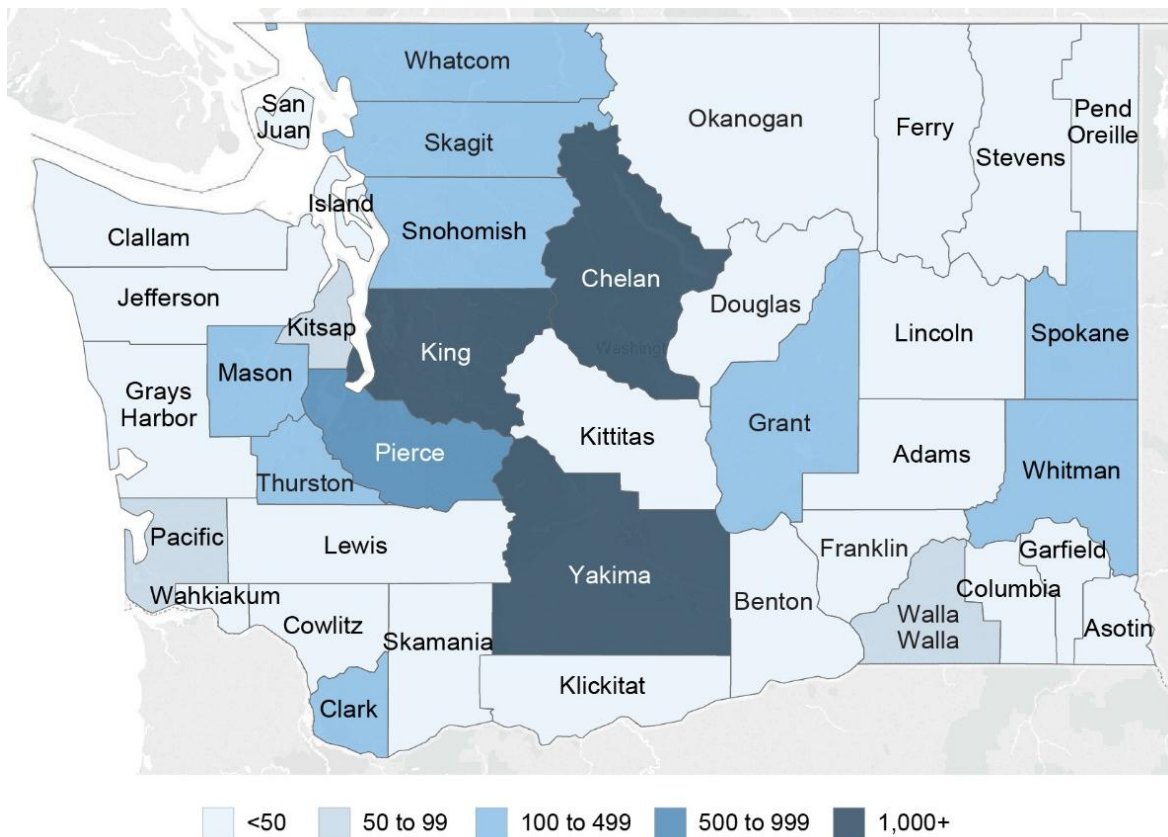 Whatcom
San
Juan
Okanogan
Ferry
Pend
Oreille
Stevens
Skagit
Island
Snohomish
Clallam
Chelan
Jefferson
Douglas
Kitsap
Lincoln
Spokane
King
Washingt
Mason
Grays
Harbor
Grant
Kittitas
Pierce
Adams
Whitman
Thurston
Pacific
Lewis
Franklin
Garfield
Yakima
Columbia
Wahkiakum
Benton
Cowlitz
Walla
Walla
Skamania
Asotin
Klickitat
Clark
<50
50 to 99
100 to 499
500 to 999
1,000+